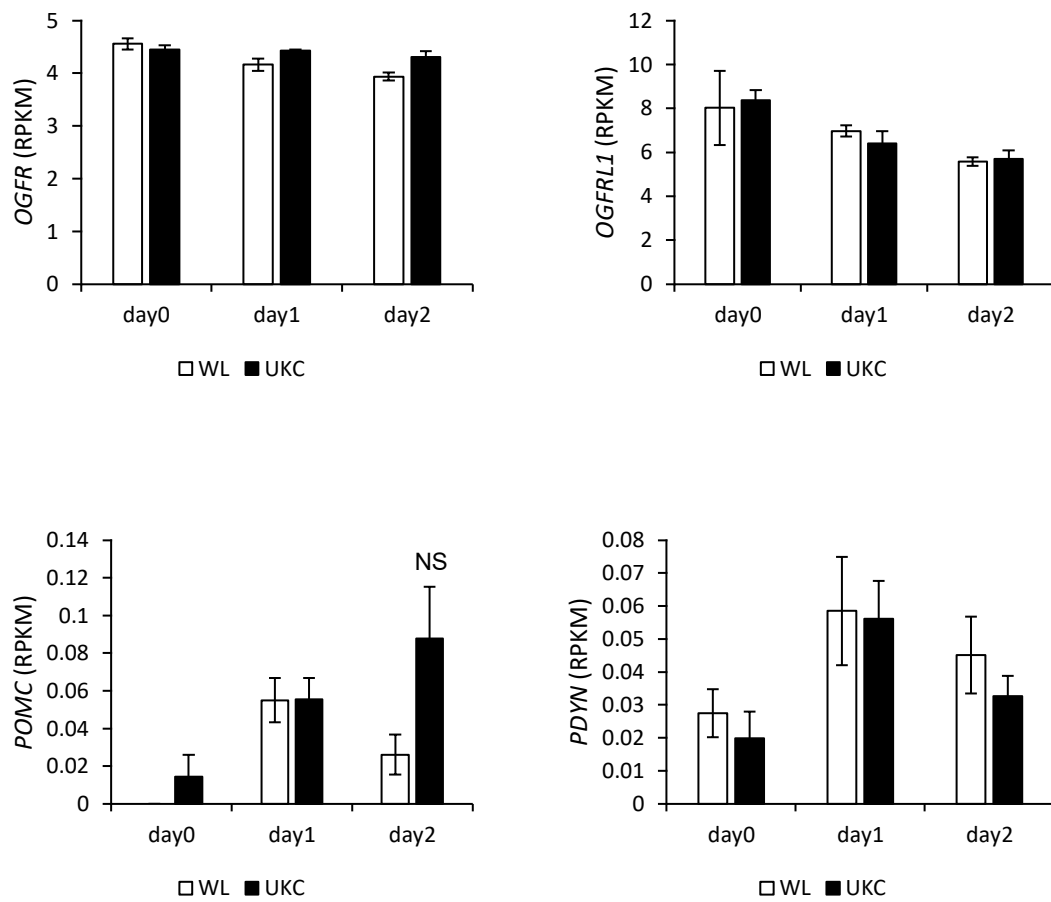 OGFR (RPKM)
5
4
3
2
1
0
day0 day1 day2
WL UKC
OGFRL1 (RPKM)
12
10
8
6
4
2
0
day0 day1 day2
WL UKC
POMC (RPKM)
0.14
0.12
0.1
0.08
0.06
0.04
0.02
0
NS
day0 day1 day2
WL UKC
PDYN (RPKM)
0.08
0.07
0.06
0.05
0.04
0.03
0.02
0.01
0
day0 day1 day2
WL UKC